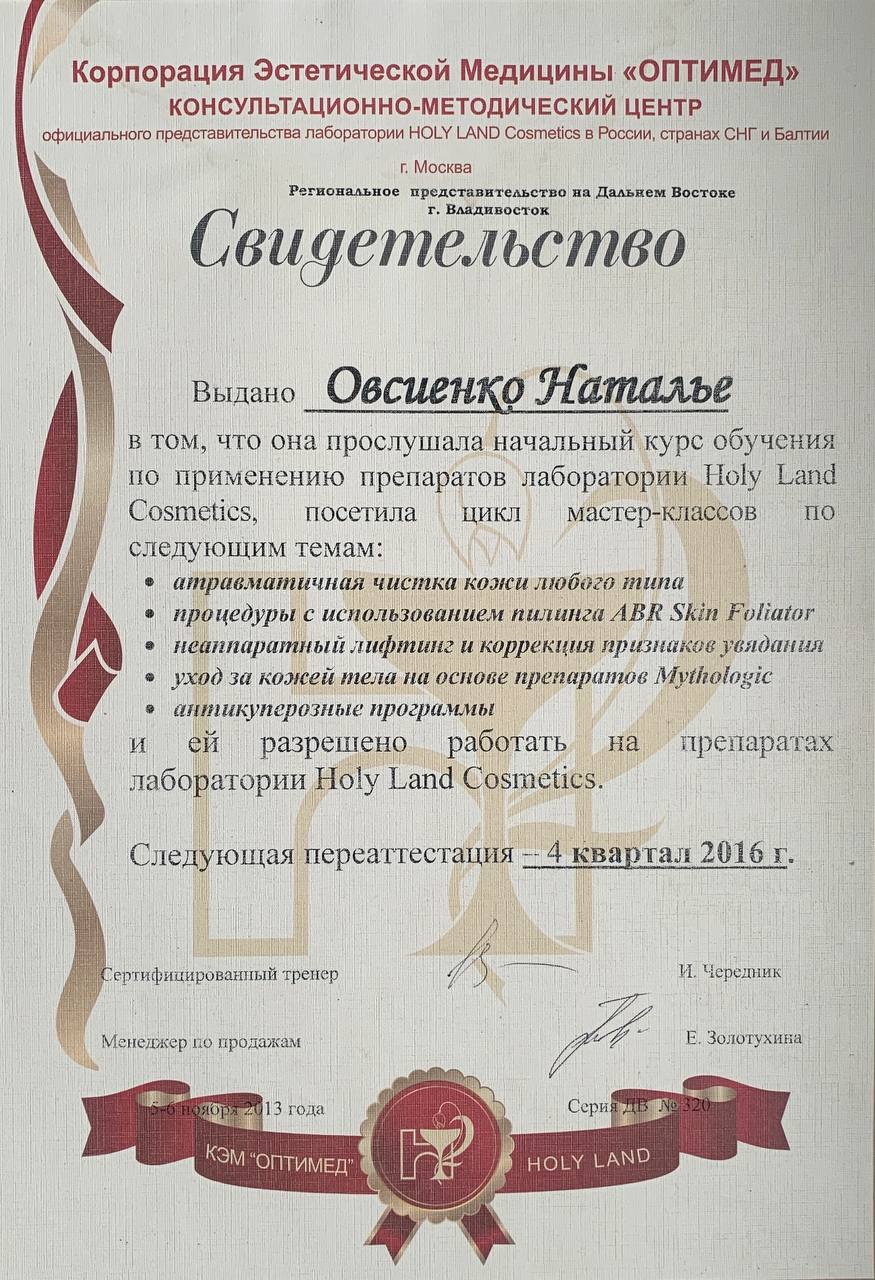 Корпорация Эстетической Медицины «ОПТИМЕД»
КОНСУЛЬТАЦИОННО-МЕТОДИЧЕСКИЙ ЦЕНТР
официального представительства лаборатории HOLY LAND Cosmetics в России, странах СНГ и Балтии
г. Москва
Региональное представительство на Дальнем Востоке
г. Владивосток
Свидетельство
Выдано Овсиенко Наталье
в том, что она прослушала начальный курс обучения
по применению препаратов лаборатории Holy Land
Cosmetics, посетила цикл мастер-классов по
следующим темам:
• атравматичная чистка кожи любого типа
• процедуры с использованием пилинга ABR Skin Foliator
• неаппаратный лифтинг и коррекция признаков увядания
• уход за кожей тела на основе препаратов Mythologic
• антикуперозные программы
и ей разрешено работать на препаратах
лаборатории Holy Land Cosmetics.
Следующая переаттестация – 4 квартал 2016 г.
Сертифицированный тренер И. Чередник
Менеджер по продажам Е. Золотухина
5-6 ноября 2013 года Серия ДВ № 320
КЭМ "ОПТИМЕД" HOLY LAND